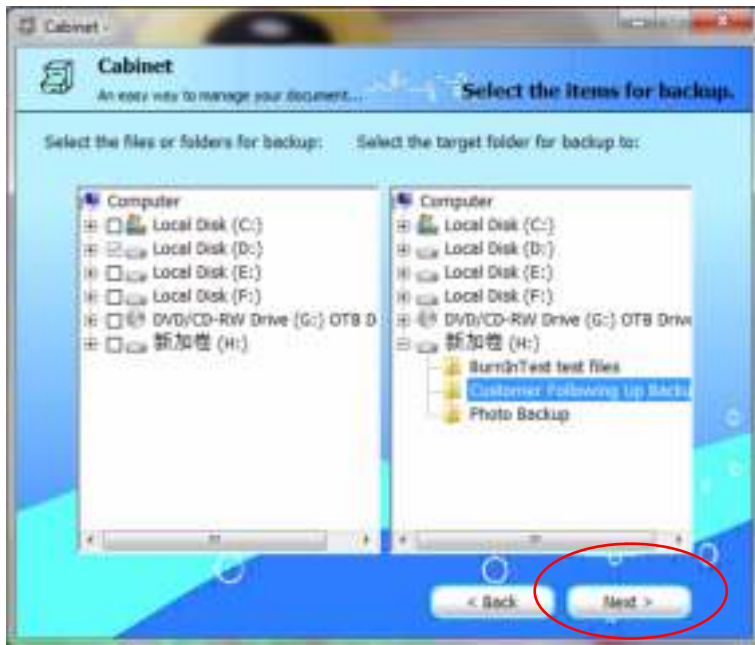 Cabinet -
Cabinet
An easy way to manage your document...
Select the items for backup.
Select the files or folders for backup:
Select the target folder for backup to:
Computer
Local Disk (C:)
Local Disk (D:)
Local Disk (E:)
Local Disk (F:)
DVD/CD-RW Drive (G:) OTB D
新加卷 (H:)
Computer
Local Disk (C:)
Local Disk (D:)
Local Disk (E:)
Local Disk (F:)
DVD/CD-RW Drive (G:) OTB Drive
新加卷 (H:)
BurnInTest test files
Customer Following Up Backu
Photo Backup
< Back
Next >